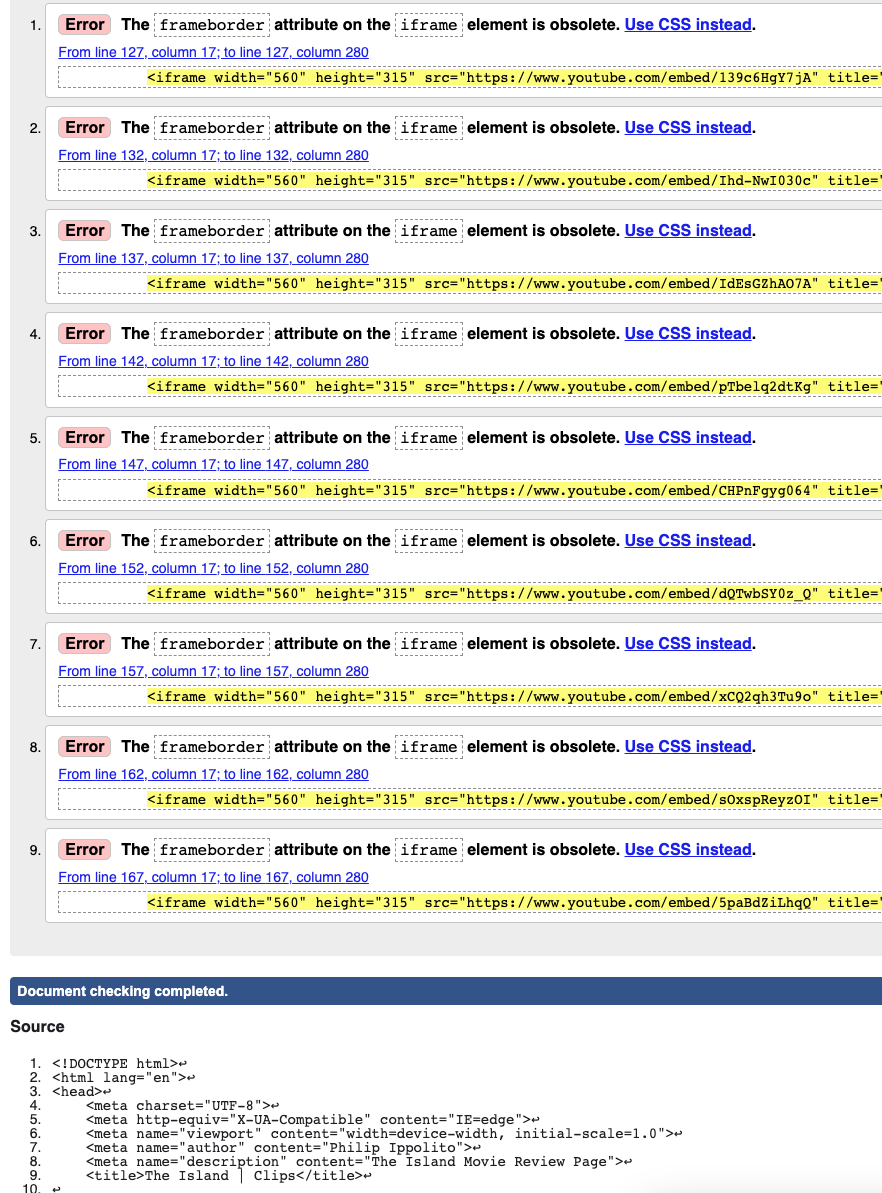 1. Error The frameborder attribute on the iframe element is obsolete. Use CSS instead.
From line 127, column 17; to line 127, column 280
<iframe width="560" height="315" src="https://www.youtube.com/embed/139c6HgY7jA" title="
2. Error The frameborder attribute on the iframe element is obsolete. Use CSS instead.
From line 132, column 17; to line 132, column 280
<iframe width="560" height="315" src="https://www.youtube.com/embed/Ihd-NwI030c" title="
3. Error The frameborder attribute on the iframe element is obsolete. Use CSS instead.
From line 137, column 17; to line 137, column 280
<iframe width="560" height="315" src="https://www.youtube.com/embed/IdEsGZhAO7A" title="
4. Error The frameborder attribute on the iframe element is obsolete. Use CSS instead.
From line 142, column 17; to line 142, column 280
<iframe width="560" height="315" src="https://www.youtube.com/embed/pTbelq2dtKg" title="
5. Error The frameborder attribute on the iframe element is obsolete. Use CSS instead.
From line 147, column 17; to line 147, column 280
<iframe width="560" height="315" src="https://www.youtube.com/embed/CHPnFgyg064" title="
6. Error The frameborder attribute on the iframe element is obsolete. Use CSS instead.
From line 152, column 17; to line 152, column 280
<iframe width="560" height="315" src="https://www.youtube.com/embed/dQTwbSY0z_Q" title="
7. Error The frameborder attribute on the iframe element is obsolete. Use CSS instead.
From line 157, column 17; to line 157, column 280
<iframe width="560" height="315" src="https://www.youtube.com/embed/xCQ2qh3Tu9o" title="
8. Error The frameborder attribute on the iframe element is obsolete. Use CSS instead.
From line 162, column 17; to line 162, column 280
<iframe width="560" height="315" src="https://www.youtube.com/embed/sOxspReyzOI" title="
9. Error The frameborder attribute on the iframe element is obsolete. Use CSS instead.
From line 167, column 17; to line 167, column 280
<iframe width="560" height="315" src="https://www.youtube.com/embed/5paBdZiLhqQ" title="
Document checking completed.
Source
1. <!DOCTYPE html>↩
2. <html lang="en">↩
3. <head>↩
4. <meta charset="UTF-8">↩
5. <meta http-equiv="X-UA-Compatible" content="IE=edge">↩
6. <meta name="viewport" content="width=device-width, initial-scale=1.0">↩
7. <meta name="author" content="Philip Ippolito">↩
8. <meta name="description" content="The Island Movie Review Page">↩
9. <title>The Island | Clips</title>↩
10. ↩